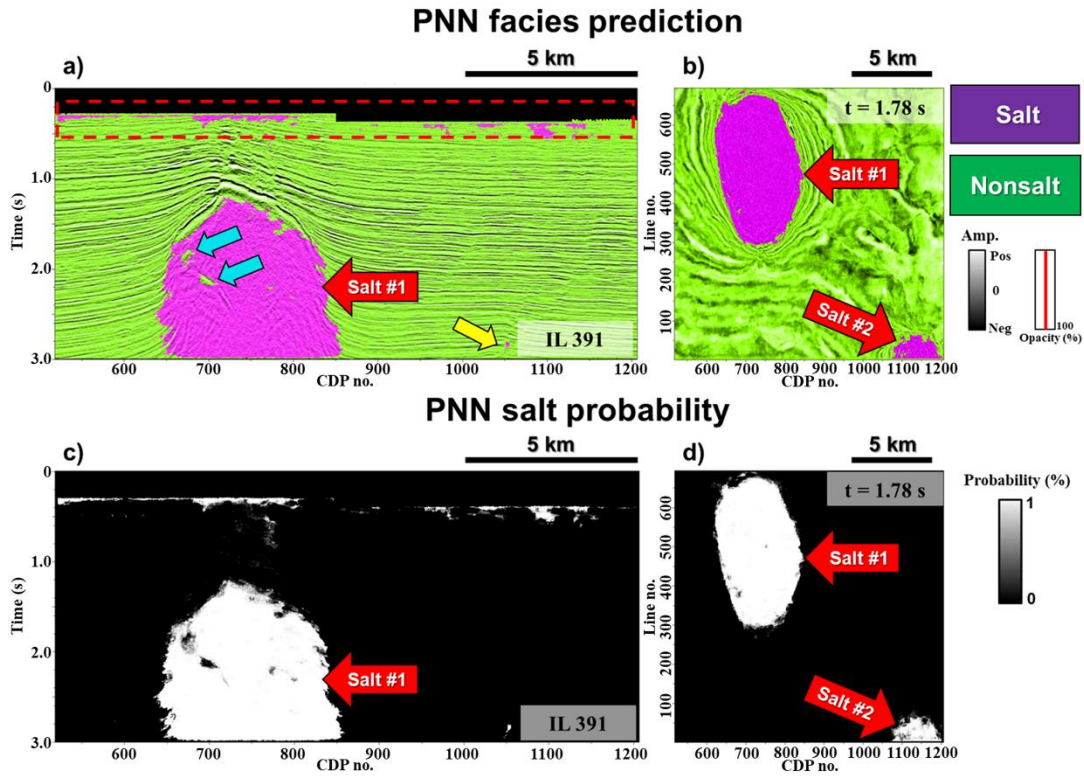 PNN facies prediction
5 km
5 km
a)
b)
0
1.0
2.0
3.0
Time (s)
600
700
800
900
1000
1100
1200
CDP no.
Salt #1
IL 391
t = 1.78 s
600
500
400
300
200
100
Line no.
600 700 800 900 1000 1100 1200
CDP no.
Salt #1
Salt #2
Salt
Nonsalt
Amp.
Pos
0
Neg
100
Opacity (%)
PNN salt probability
5 km
5 km
c)
d)
0
1.0
2.0
3.0
Time (s)
600
700
800
900
1000
1100
1200
CDP no.
Salt #1
IL 391
t = 1.78 s
600
500
400
300
200
100
Line no.
600 700 800 900 1000 1100 1200
CDP no.
Salt #1
Salt #2
Probability (%)
1
0